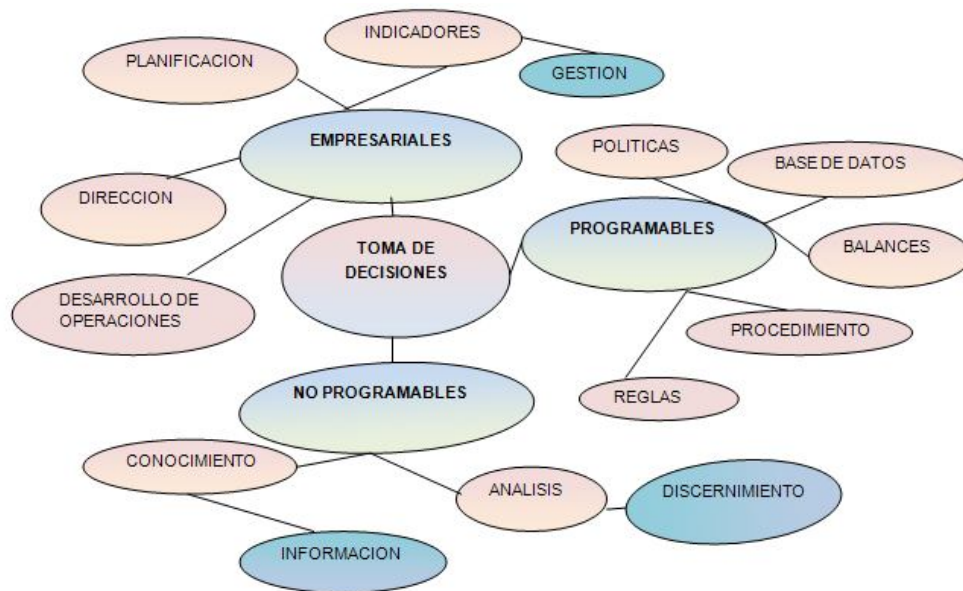 INDICADORES
PLANIFICACION
GESTION
EMPRESARIALES
POLITICAS
BASE DE DATOS
DIRECCION
PROGRAMABLES
TOMA DE
DECISIONES
BALANCES
DESARROLLO DE
OPERACIONES
PROCEDIMIENTO
NO PROGRAMABLES
REGLAS
CONOCIMIENTO
ANALISIS
DISCERNIMIENTO
INFORMACION